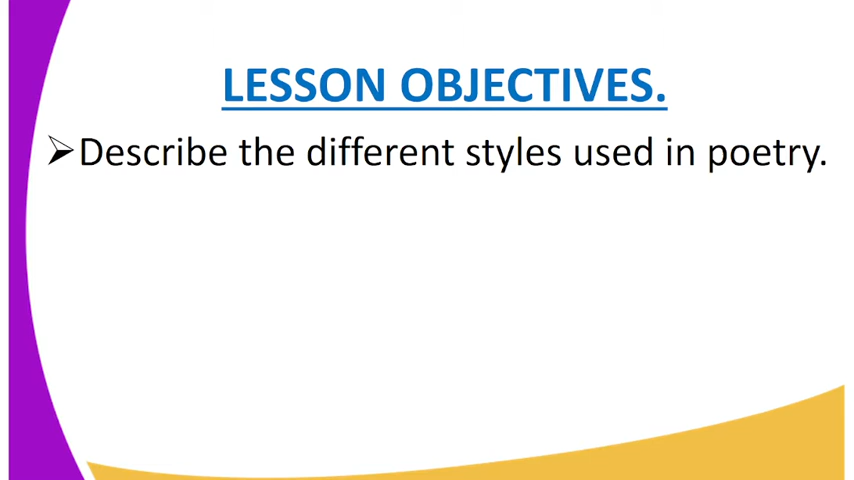 LESSON OBJECTIVES.
➢Describe the different styles used in poetry.